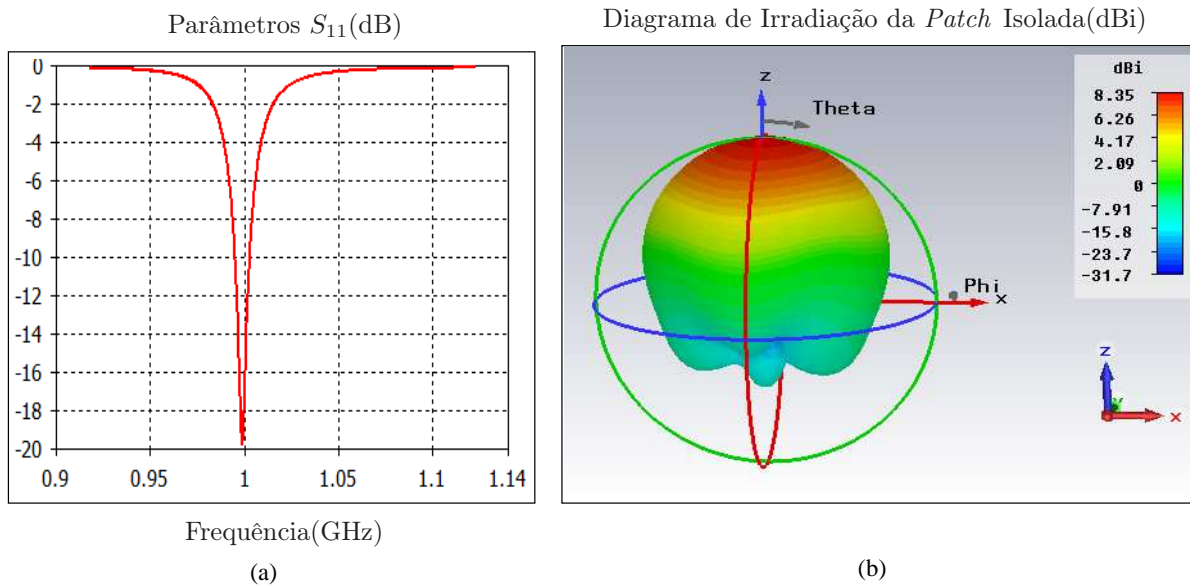 Parâmetros S₁₁(dB)
0
-2
-4
-6
-8
-10
-12
-14
-16
-18
-20
0.9 0.95 1 1.05 1.1 1.14
Frequência(GHz)
(a)
Diagrama de Irradiação da Patch Isolada(dBi)
z
Theta
Phi
x
dBi
8.35
6.26
4.17
2.09
0
-7.91
-15.8
-23.7
-31.7
z
y
x
(b)